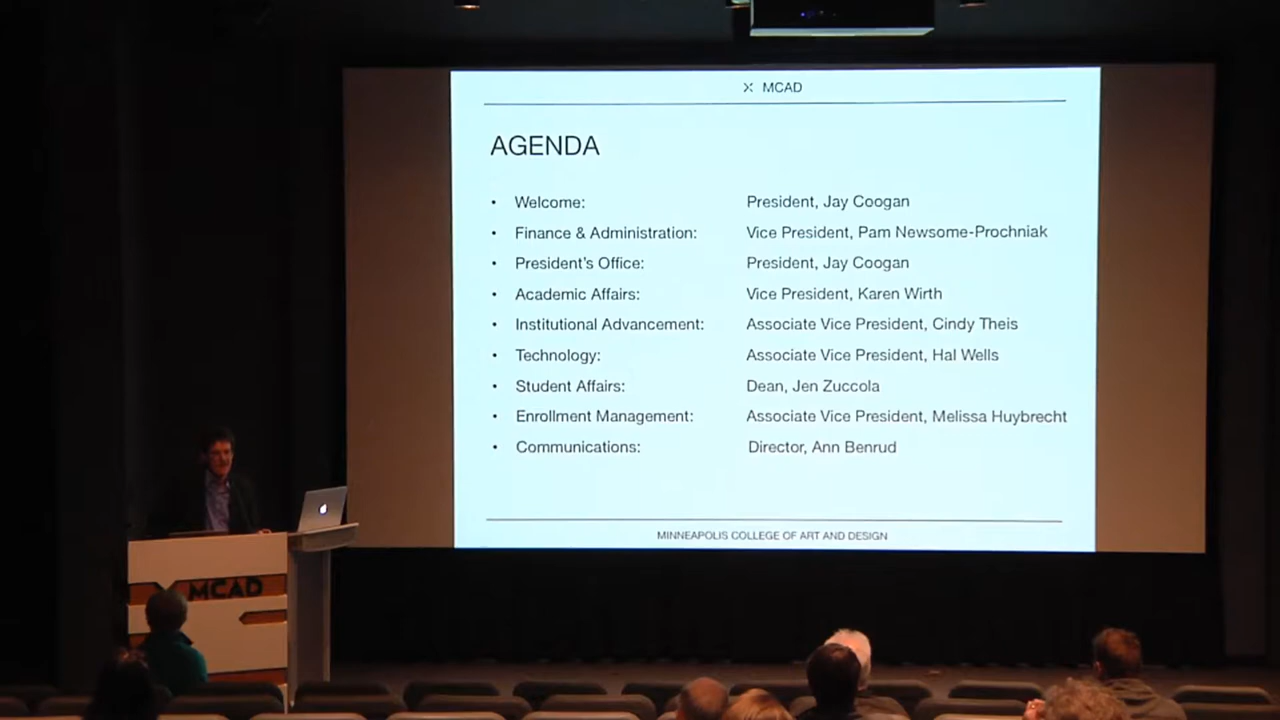 MCAD
AGENDA
• Welcome: President, Jay Coogan
• Finance & Administration: Vice President, Pam Newsome-Prochniak
• President's Office: President, Jay Coogan
• Academic Affairs: Vice President, Karen Wirth
• Institutional Advancement: Associate Vice President, Cindy Theis
• Technology: Associate Vice President, Hal Wells
• Student Affairs: Dean, Jen Zuccola
• Enrollment Management: Associate Vice President, Melissa Huybrecht
• Communications: Director, Ann Benrud
MINNEAPOLIS COLLEGE OF ART AND DESIGN
MCAD